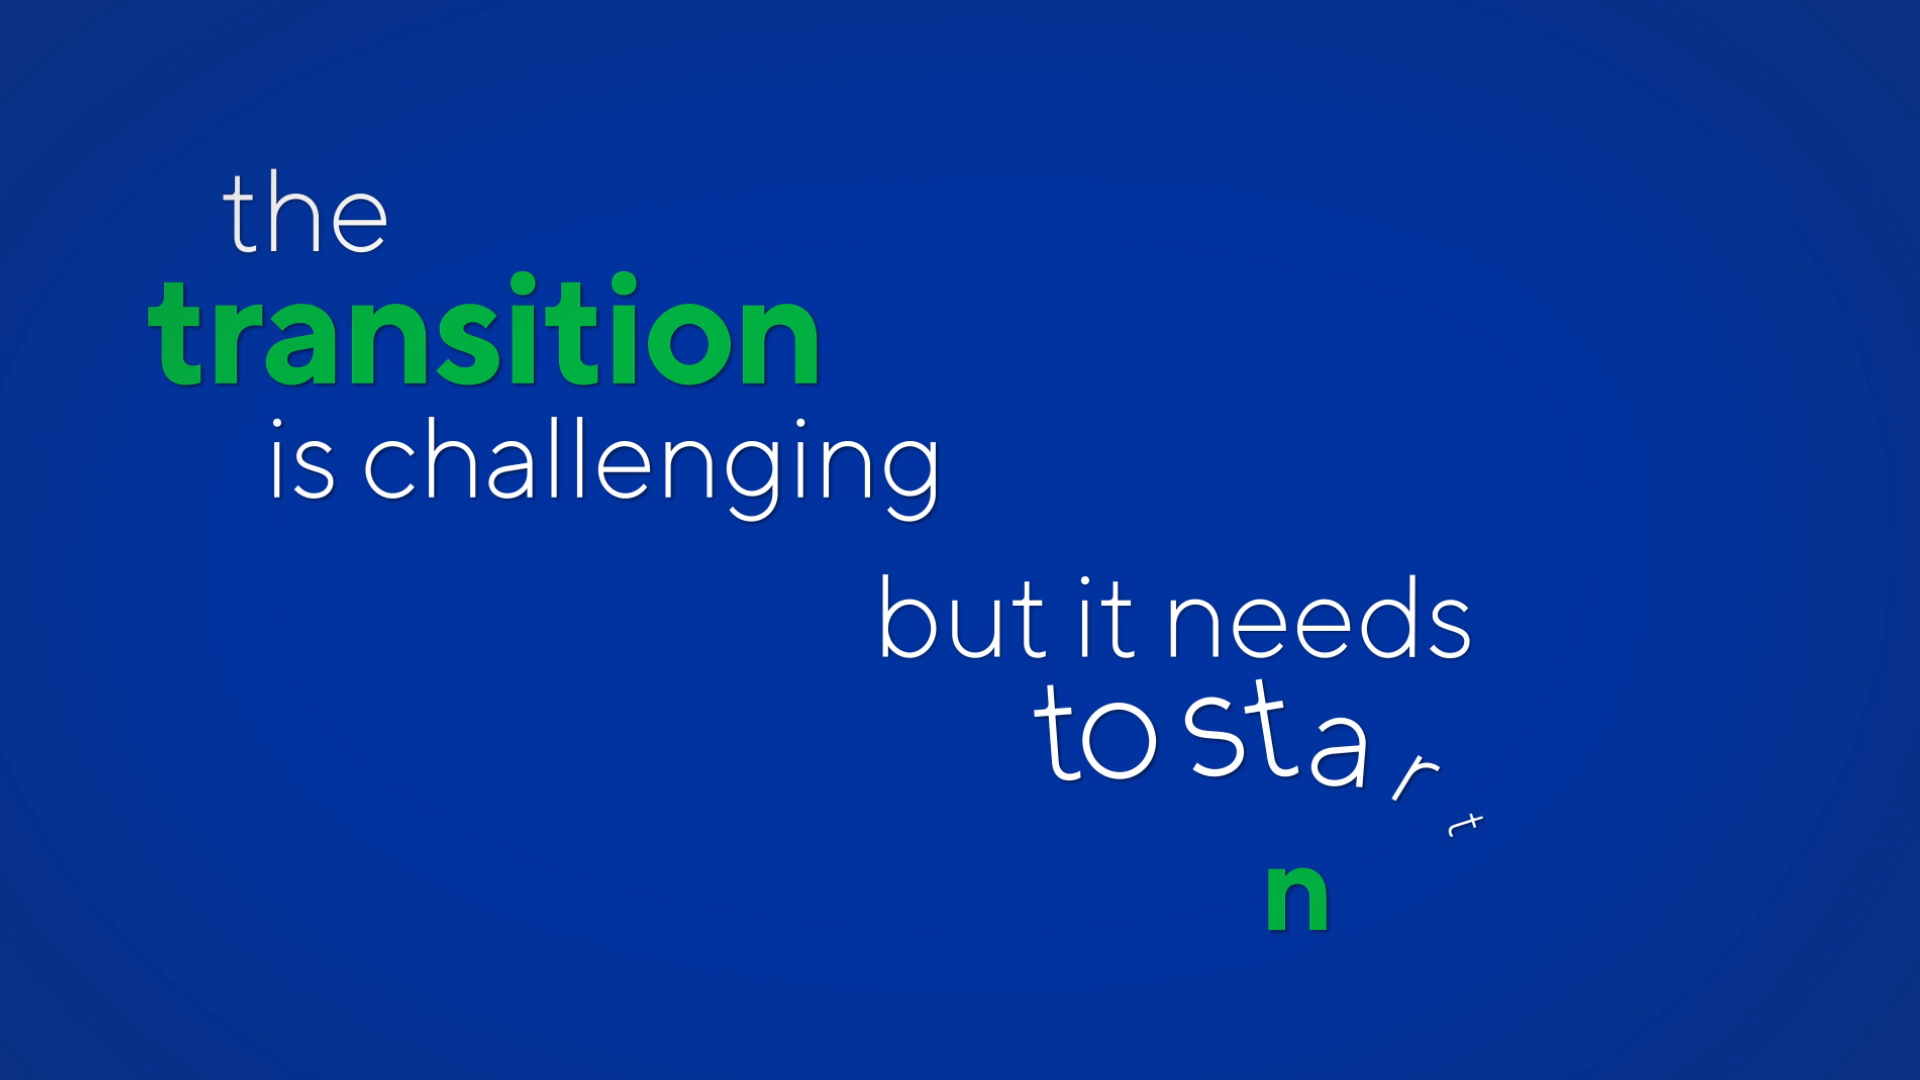 the
transition
is challenging
but it needs
to start
n